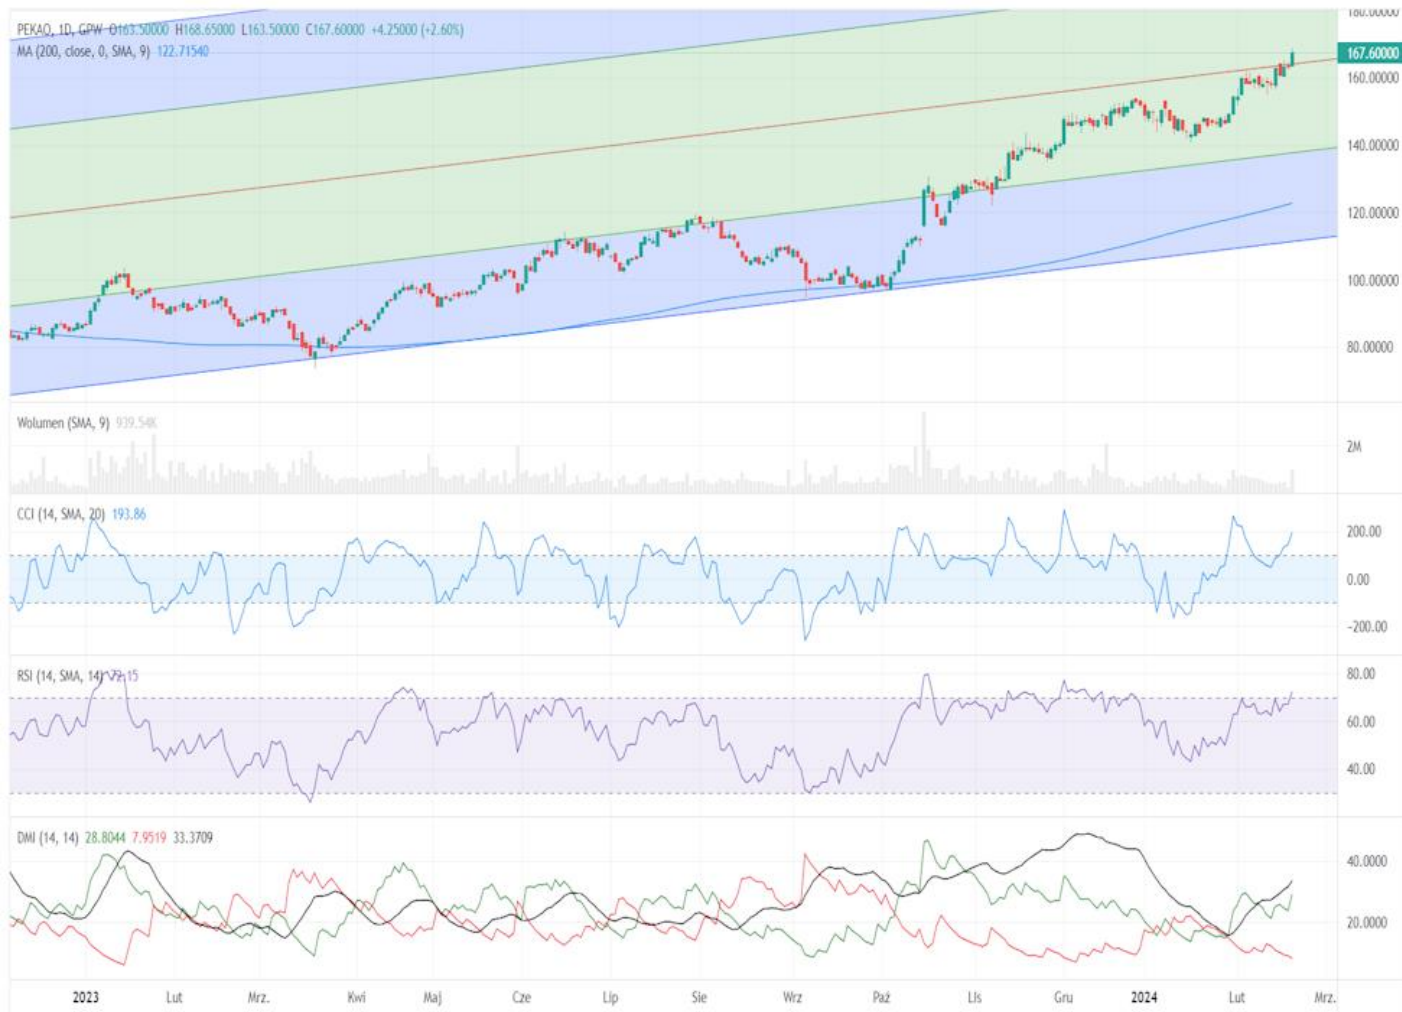 PEKAO, 1D, GPW O163.50000 H168.65000 L163.50000 C167.60000 +4.25000 (+2.60%)
MA (200, close, 0, SMA, 9) 122.71540
180.00000
167.60000
160.00000
140.00000
120.00000
100.00000
80.00000
Wolumen (SMA, 9) 939.54K
2M
CCI (14, SMA, 20) 193.86
200.00
0.00
−200.00
RSI (14, SMA, 14) 72.15
80.00
60.00
40.00
DMI (14, 14) 28.8044 7.9519 33.3709
40.0000
20.0000
2023 Lut Mrz. Kwi Maj Cze Lip Sie Wrz Paź Lis Gru 2024 Lut Mrz.